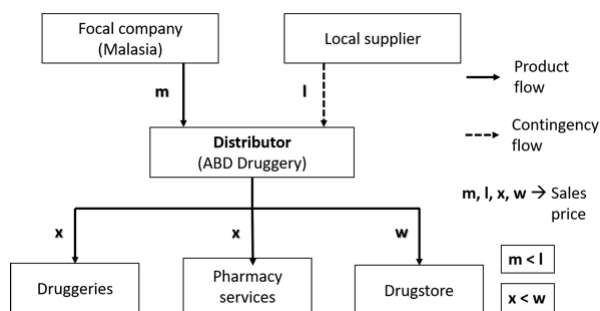 Focal company
(Malasia)
Local supplier
m
l
Product
flow
Distributor
(ABD Druggery)
Contingency
flow
m, l, x, w → Sales
price
x
x
w
m < l
Druggeries
Pharmacy
services
Drugstore
x < w